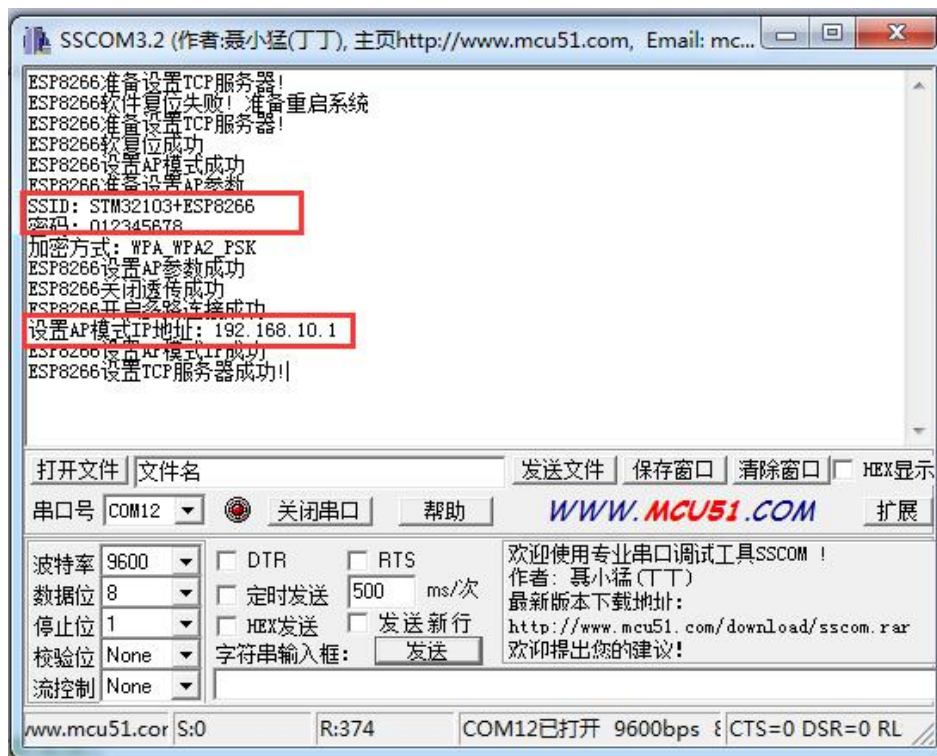 SSCOM3.2 (作者:聂小猛(丁丁), 主页http://www.mcu51.com, Email: mc...
ESP8266准备设置TCP服务器!
ESP8266软件复位失败! 准备重启系统
ESP8266准备设置TCP服务器!
ESP8266软复位成功
ESP8266设置AP模式成功
ESP8266准备设置AP参数
SSID: STM32103+ESP8266
密码: 012345678
加密方式: WPA_WPA2_PSK
ESP8266设置AP参数成功
ESP8266关闭透传成功
ESP8266开启多路连接成功
设置AP模式IP地址: 192.168.10.1
ESP8266设置AP模式IP成功
ESP8266设置TCP服务器成功!
打开文件 文件名 发送文件 保存窗口 清除窗口 HEX显示
串口号 COM12 关闭串口 帮助 WWW.MCU51.COM 扩展
波特率 9600 DTR RTS
数据位 8 定时发送 500 ms/次
停止位 1 HEX发送 发送新行
校验位 None 字符串输入框: 发送
流控制 None
欢迎使用专业串口调试工具SSCOM !
作者: 聂小猛(丁丁)
最新版本下载地址:
http://www.mcu51.com/download/sscom.rar
欢迎提出您的建议!
www.mcu51.cor S:0 R:374 COM12已打开 9600bps 8 CTS=0 DSR=0 RL